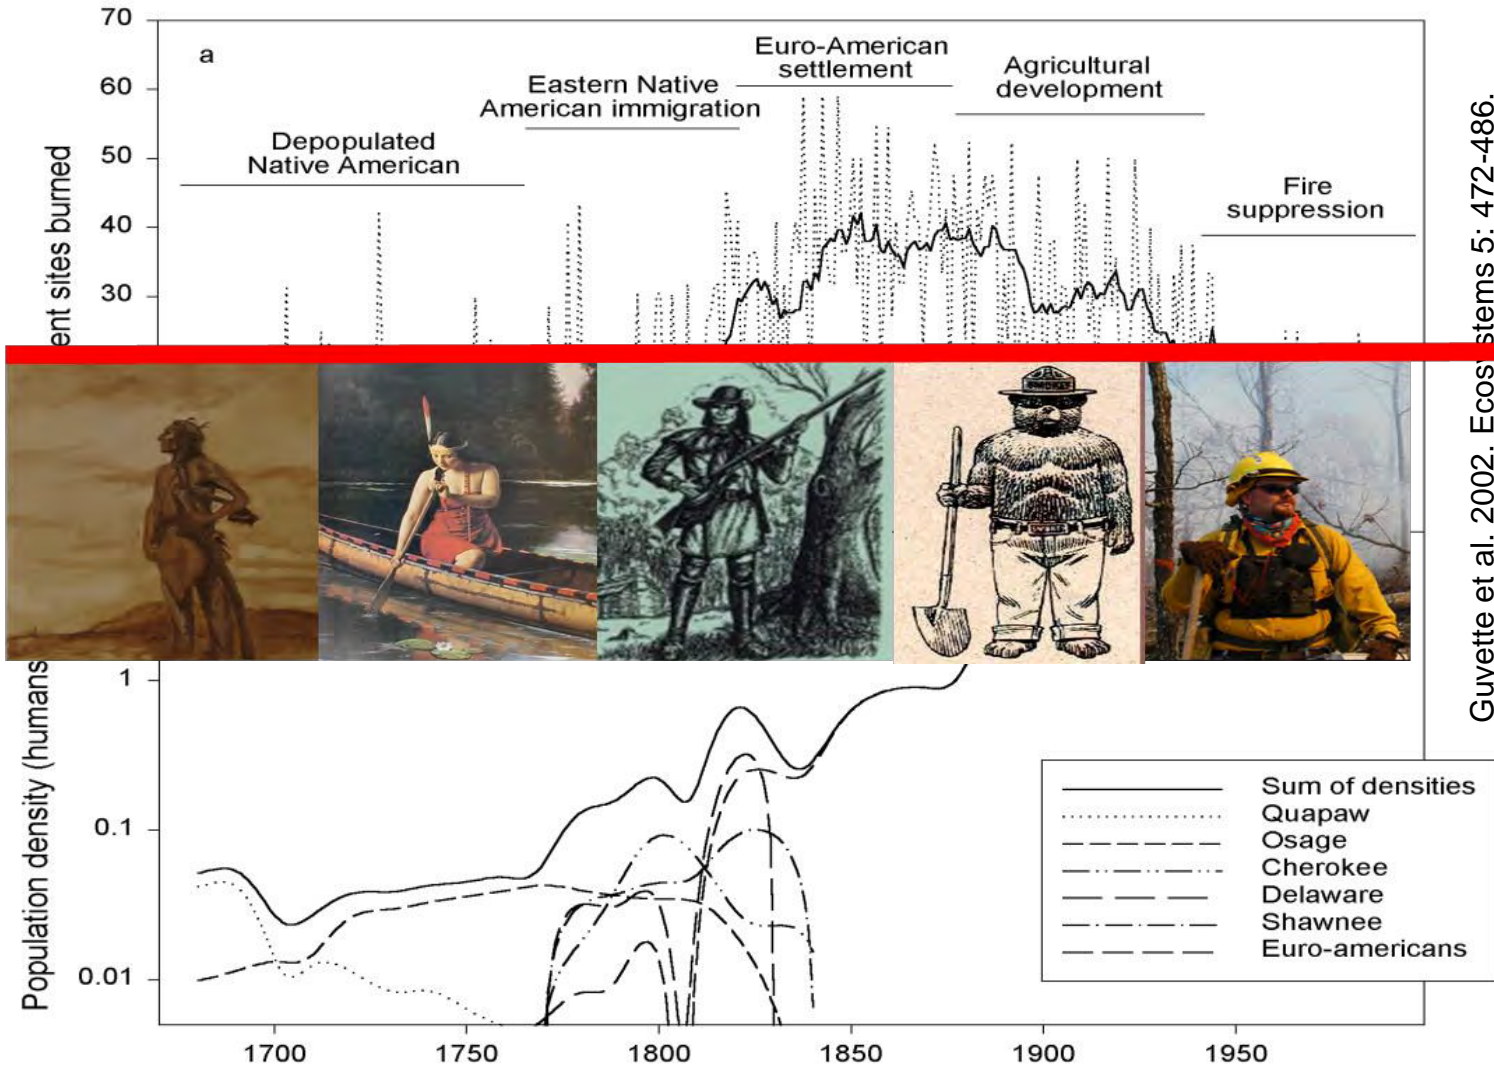 70
a
60
50
40
30
Depopulated
Native American
Eastern Native
American immigration
Euro-American
settlement
Agricultural
development
Fire
suppression
ent sites burned
SMOKEY
Population density (humans
1
0.1
0.01
1700
1750
1800
1850
1900
1950
Sum of densities
Quapaw
Osage
Cherokee
Delaware
Shawnee
Euro-americans
Guyette et al. 2002. Ecosystems 5: 472-486.